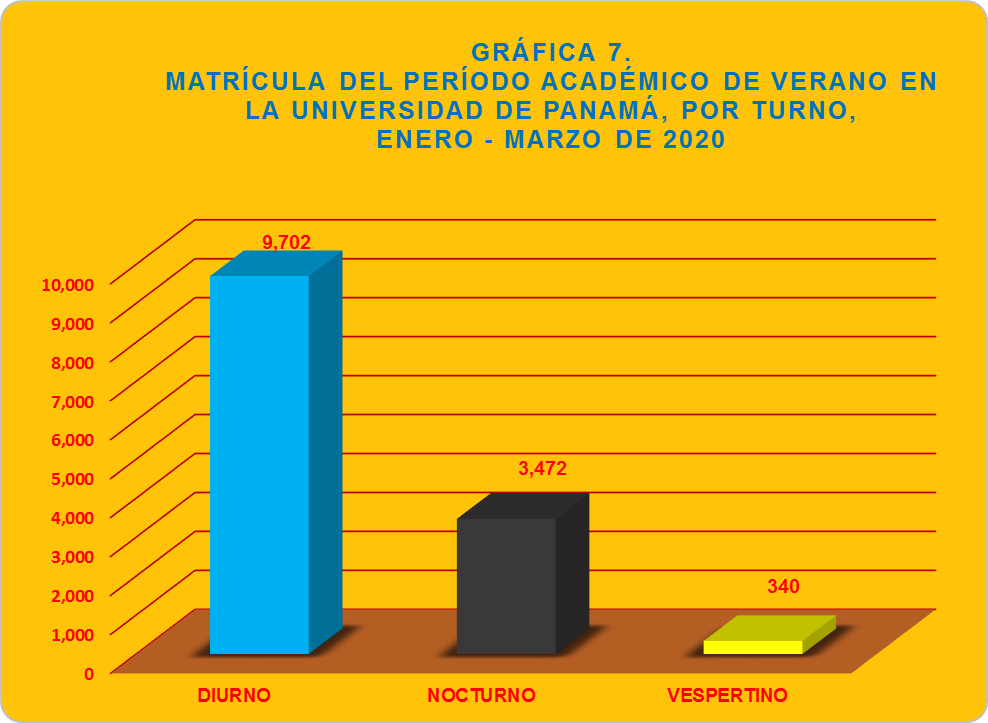 GRÁFICA 7.
MATRÍCULA DEL PERÍODO ACADÉMICO DE VERANO EN
LA UNIVERSIDAD DE PANAMÁ, POR TURNO,
ENERO - MARZO DE 2020
9,702
10,000
9,000
8,000
7,000
6,000
5,000
4,000
3,000
2,000
1,000
0
3,472
340
DIURNO
NOCTURNO
VESPERTINO